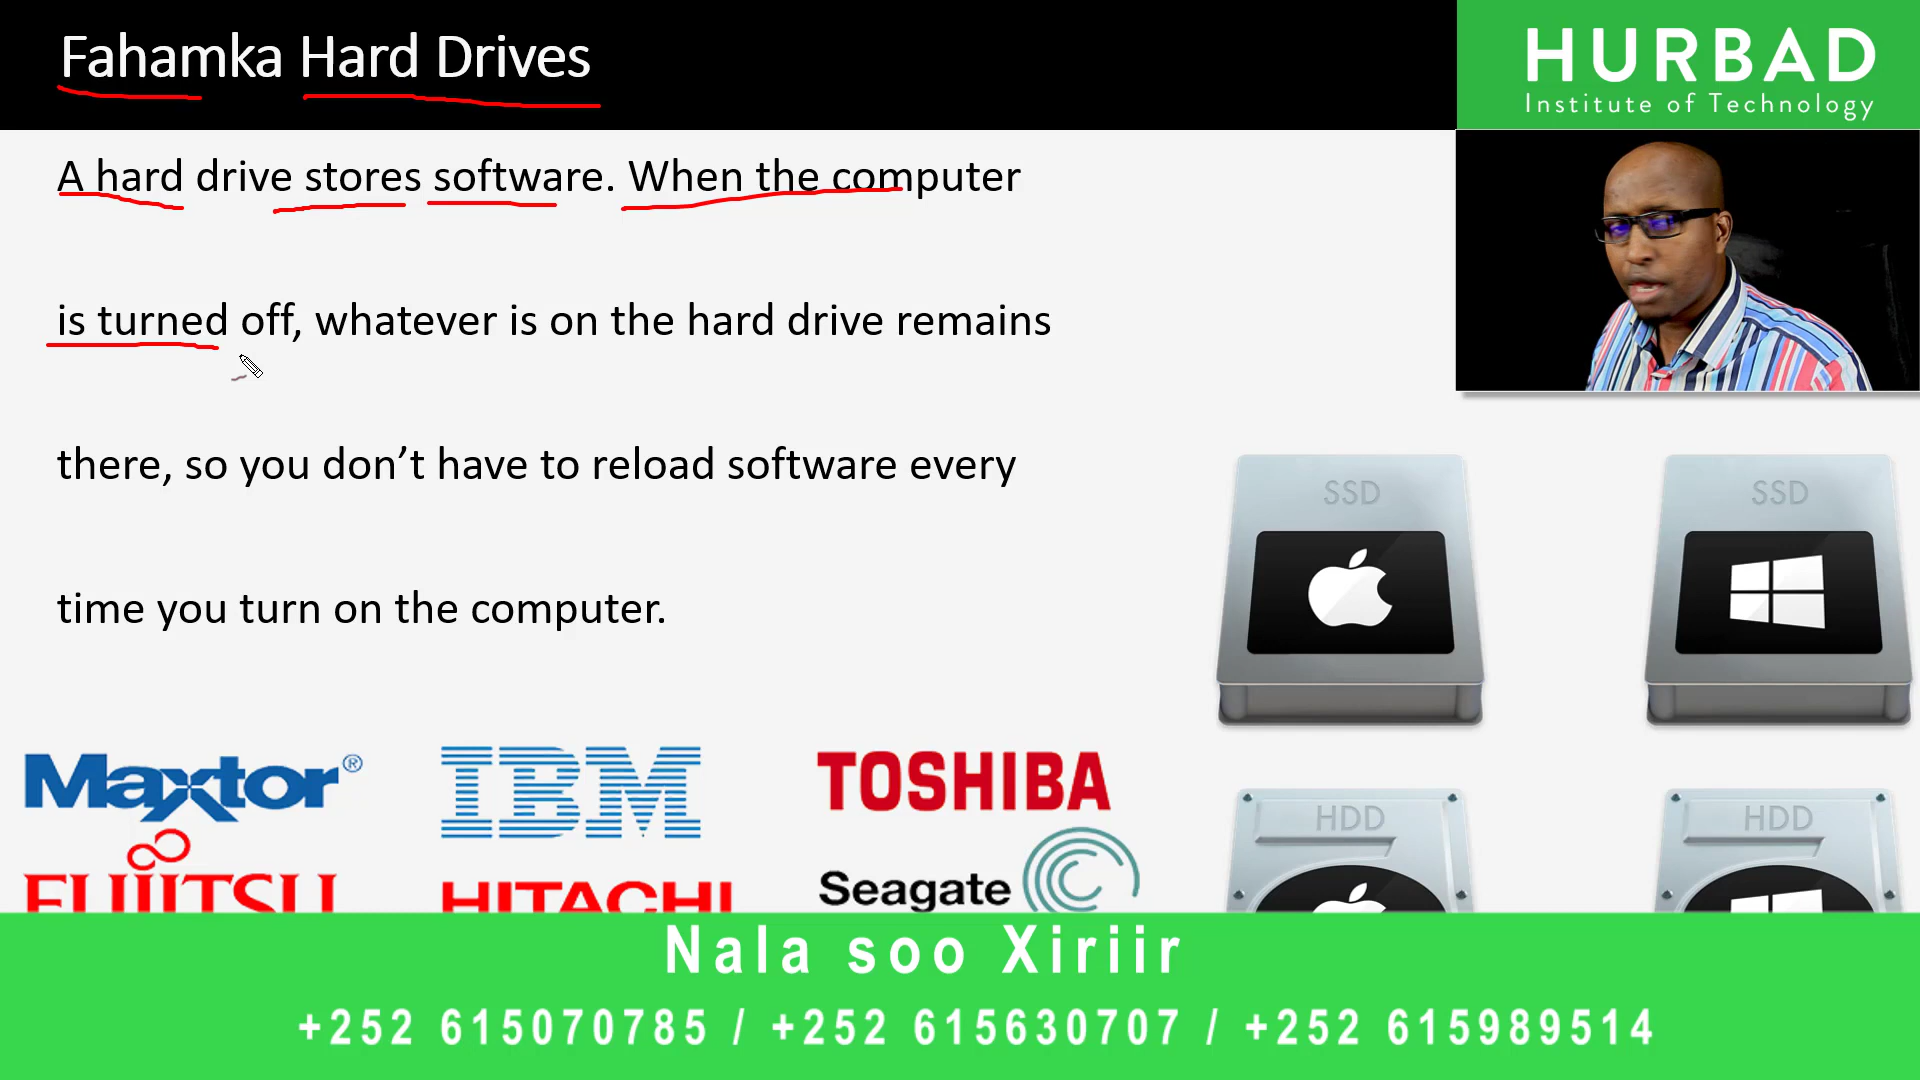 Fahamka Hard Drives
HURBAD
Institute of Technology
A hard drive stores software. When the computer
is turned off, whatever is on the hard drive remains
there, so you don’t have to reload software every
time you turn on the computer.
SSD
SSD
Maxtor®
IBM
TOSHIBA
HDD
HDD
FUJITSU
HITACHI
Seagate
Nala soo Xiriir
+252 615070785 / +252 615630707 / +252 615989514